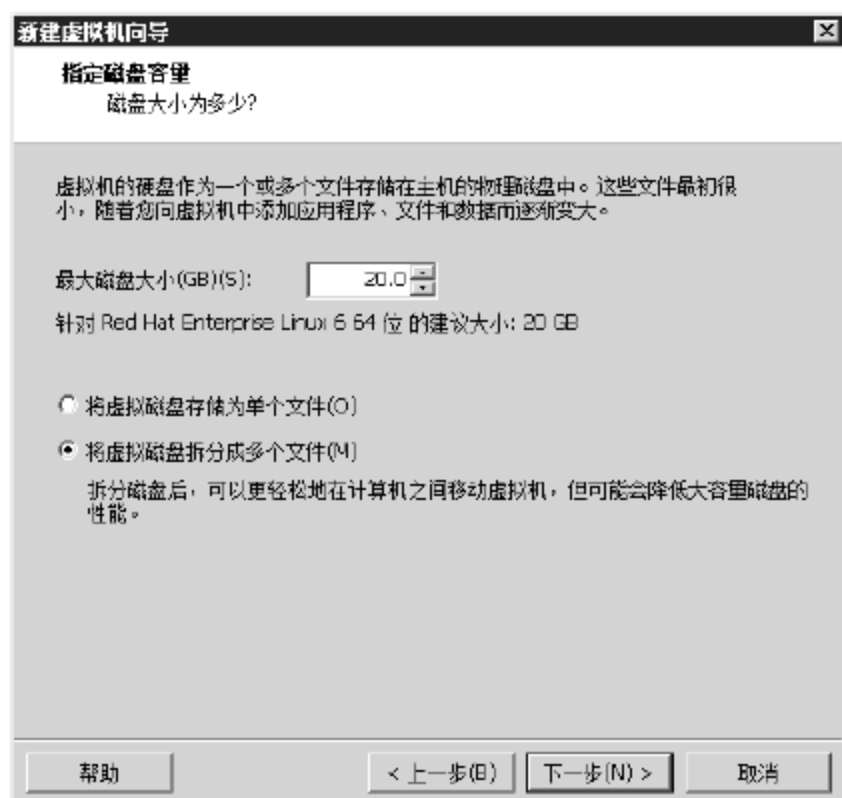 新建虚拟机向导
指定磁盘容量
磁盘大小为多少?
虚拟机的硬盘作为一个或多个文件存储在主机的物理磁盘中。这些文件最初很
小，随着您向虚拟机中添加应用程序、文件和数据而逐渐变大。
最大磁盘大小(GB)(S): 20.0
针对 Red Hat Enterprise Linux 6 64 位 的建议大小: 20 GB
将虚拟磁盘存储为单个文件(O)
将虚拟磁盘拆分成多个文件(M)
拆分磁盘后，可以更轻松地在计算机之间移动虚拟机，但可能会降低大容量磁盘的
性能。
帮助 < 上一步(B) 下一步(N) > 取消